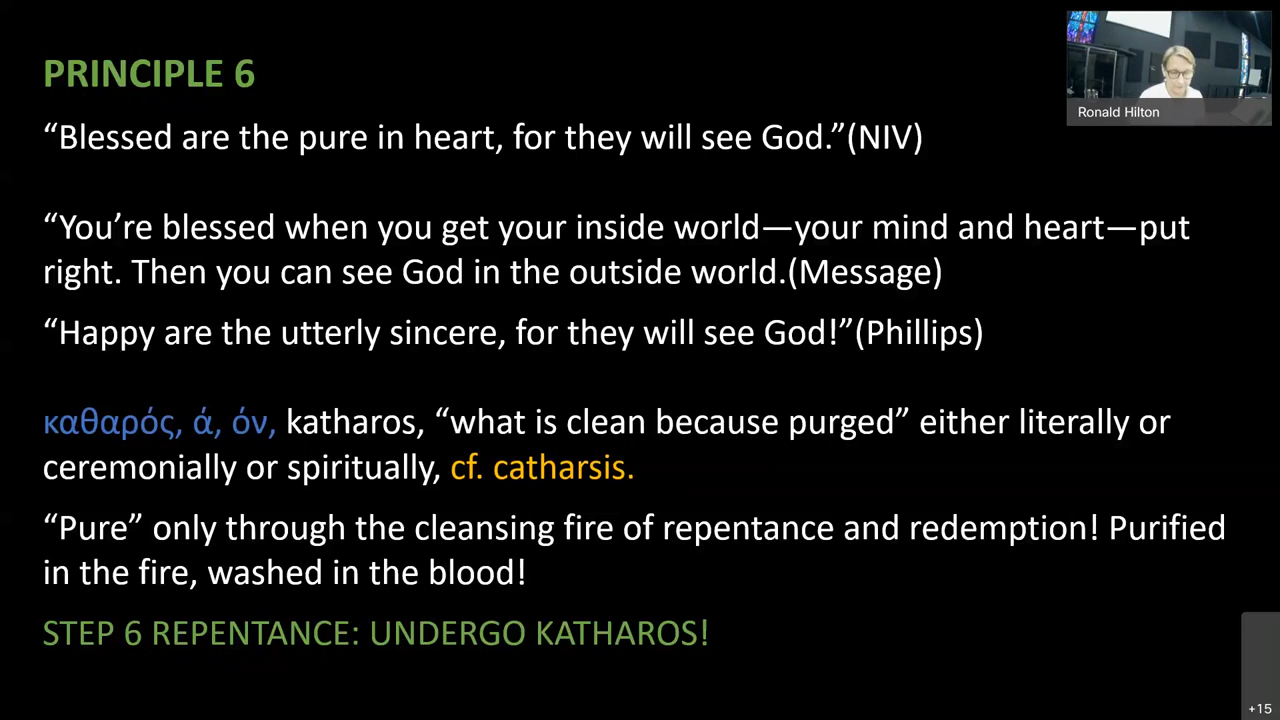 PRINCIPLE 6
Ronald Hilton
“Blessed are the pure in heart, for they will see God.”(NIV)
“You’re blessed when you get your inside world—your mind and heart—put
right. Then you can see God in the outside world.(Message)
“Happy are the utterly sincere, for they will see God!”(Phillips)
καθαρός, ά, όν, katharos, “what is clean because purged” either literally or
ceremonially or spiritually, cf. catharsis.
“Pure” only through the cleansing fire of repentance and redemption! Purified
in the fire, washed in the blood!
STEP 6 REPENTANCE: UNDERGO KATHAROS!
+15